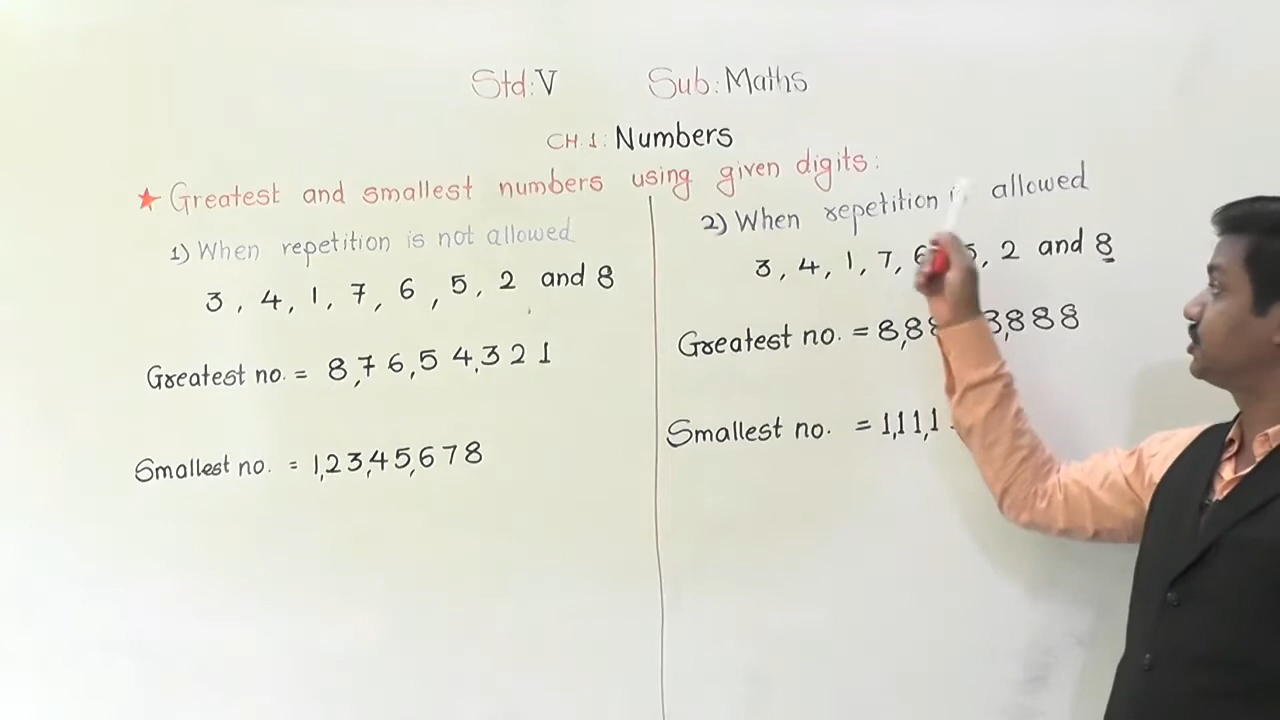 Std: V Sub: Maths
CH. 1: Numbers
★ Greatest and smallest numbers using given digits:
1) When repetition is not allowed
3, 4, 1, 7, 6, 5, 2 and 8
Greatest no. = 8,76,54,321
Smallest no. = 1,23,45,678
2) When repetition allowed
3, 4, 1, 7, 6, 5, 2 and 8
Greatest no. = 8,88 8,888
Smallest no. = 1,11,1